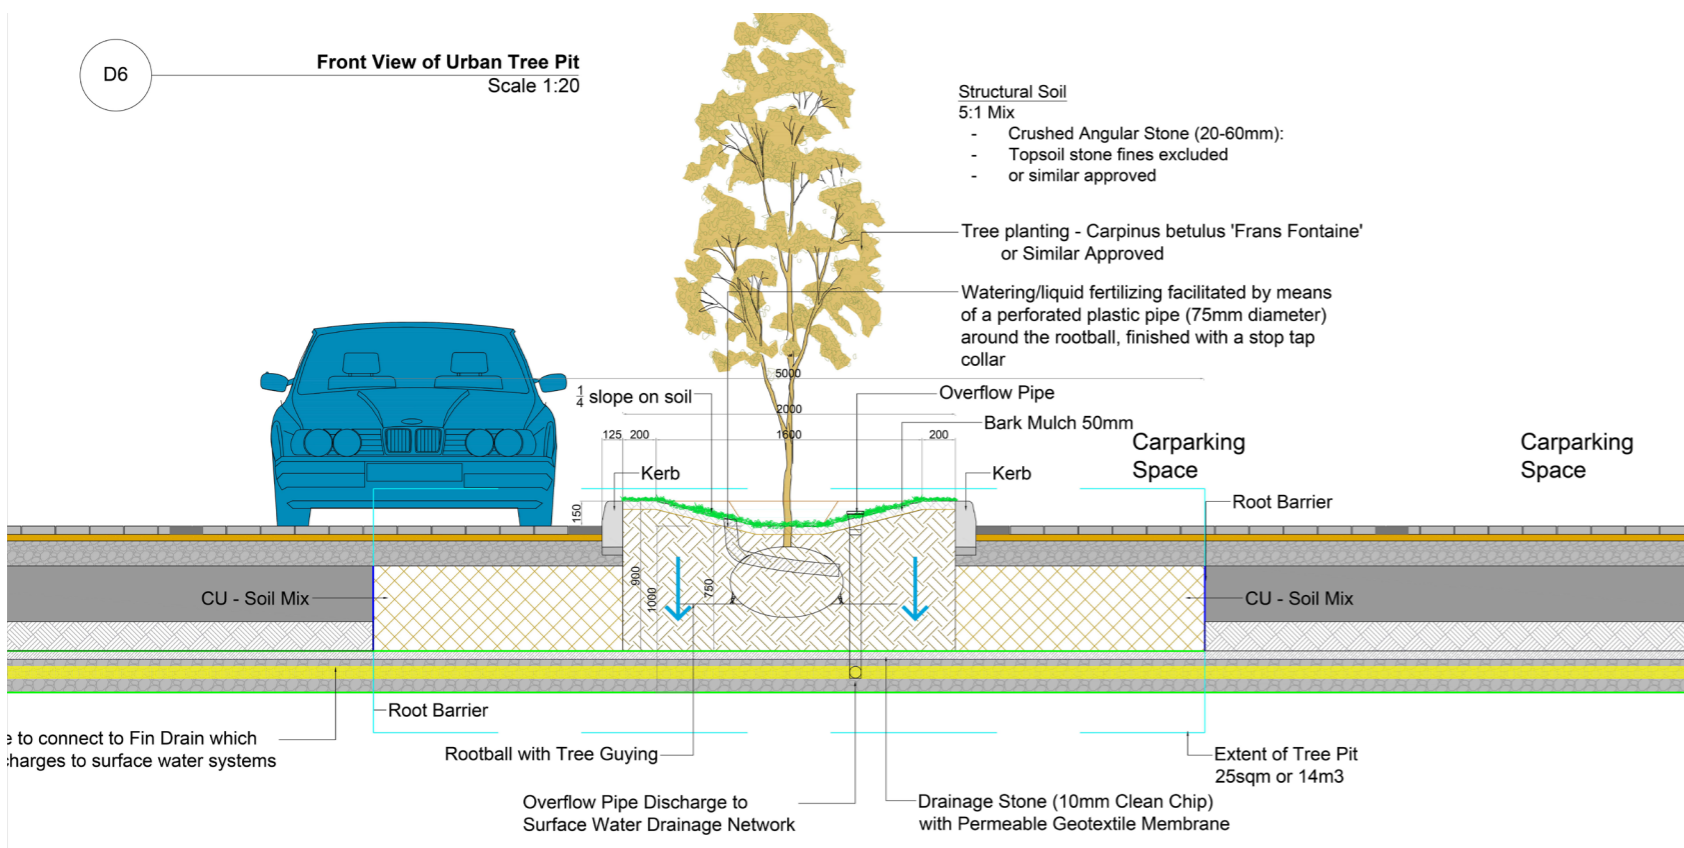 D6
Front View of Urban Tree Pit
Scale 1:20
Structural Soil
5:1 Mix
- Crushed Angular Stone (20-60mm):
- Topsoil stone fines excluded
- or similar approved
Tree planting - Carpinus betulus 'Frans Fontaine'
or Similar Approved
Watering/liquid fertilizing facilitated by means
of a perforated plastic pipe (75mm diameter)
around the rootball, finished with a stop tap
collar
5000
1/4 slope on soil
Overflow Pipe
2000
Bark Mulch 50mm
125 200 1600 200
Carparking
Space
Carparking
Space
Kerb
Kerb
Root Barrier
150
900
1000
750
CU - Soil Mix
CU - Soil Mix
Root Barrier
e to connect to Fin Drain which
charges to surface water systems
Rootball with Tree Guying
Extent of Tree Pit
25sqm or 14m3
Overflow Pipe Discharge to
Surface Water Drainage Network
Drainage Stone (10mm Clean Chip)
with Permeable Geotextile Membrane